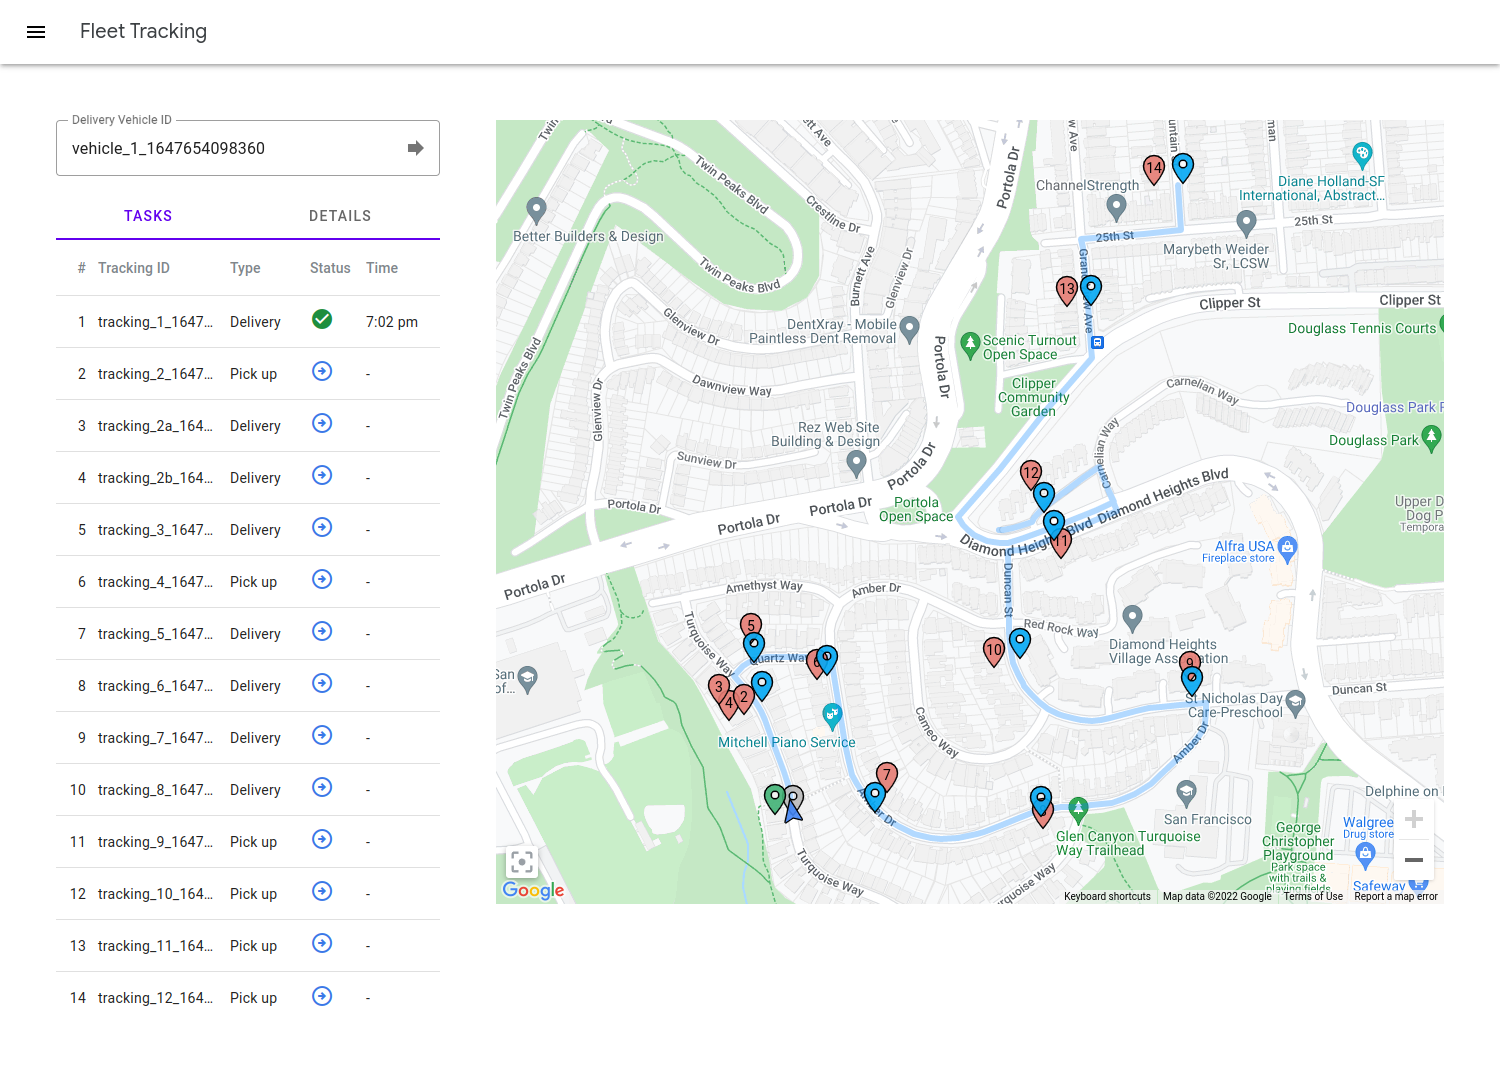 Fleet Tracking
Delivery Vehicle ID
vehicle_1_1647654098360
TASKS
DETAILS
# Tracking ID Type Status Time
1 tracking_1_1647... Delivery 7:02 pm
2 tracking_2_1647... Pick up -
3 tracking_2a_164... Delivery -
4 tracking_2b_164... Delivery -
5 tracking_3_1647... Delivery -
6 tracking_4_1647... Pick up -
7 tracking_5_1647... Delivery -
8 tracking_6_1647... Delivery -
9 tracking_7_1647... Delivery -
10 tracking_8_1647... Delivery -
11 tracking_9_1647... Pick up -
12 tracking_10_164... Pick up -
13 tracking_11_164... Pick up -
14 tracking_12_164... Pick up -
Twin Peaks Blvd
Crestline Dr
Portola Dr
14
ChannelStrength
Diane Holland-SF
International, Abstract...
25th St
25th St
Better Builders & Design
Marybeth Weider
Sr, LCSW
Twin Peaks Blvd
Burnett Ave
Glenview Dr
13
Clipper St
Clipper St
Glenview Dr
DentXray - Mobile
Paintless Dent Removal
Douglass Tennis Courts
Scenic Turnout
Open Space
Portola Dr
Twin Peaks Blvd
Glenview Dr
Dawnview Way
Clipper
Community
Garden
Carnelian Way
Rez Web Site
Building & Design
Douglass Park
Carnelian Way
Sunview Dr
Portola Dr
12
Diamond Heights Blvd
Portola Dr
Portola Dr
Portola Dr
Portola
Open Space
11
Alfra USA
Fireplace store
Portola Dr
Amethyst Way
Amber Dr
Duncan St
Turquoise Way
5
Red Rock Way
10
Diamond Heights
Village Association
9
Quartz Way
6
3
4
2
St Nicholas Day
Care-Preschool
Duncan St
Mitchell Piano Service
Cameo Way
Amber Dr
7
Amber Dr
San Francisco
Glen Canyon Turquoise
Way Trailhead
George
Christopher
Playground
Park space
with trails &
playing fields
Delphine on
Walgree
Drug store
Turquoise Way
Safeway
Google
Keyboard shortcuts
Map data ©2022 Google
Terms of Use
Report a map error